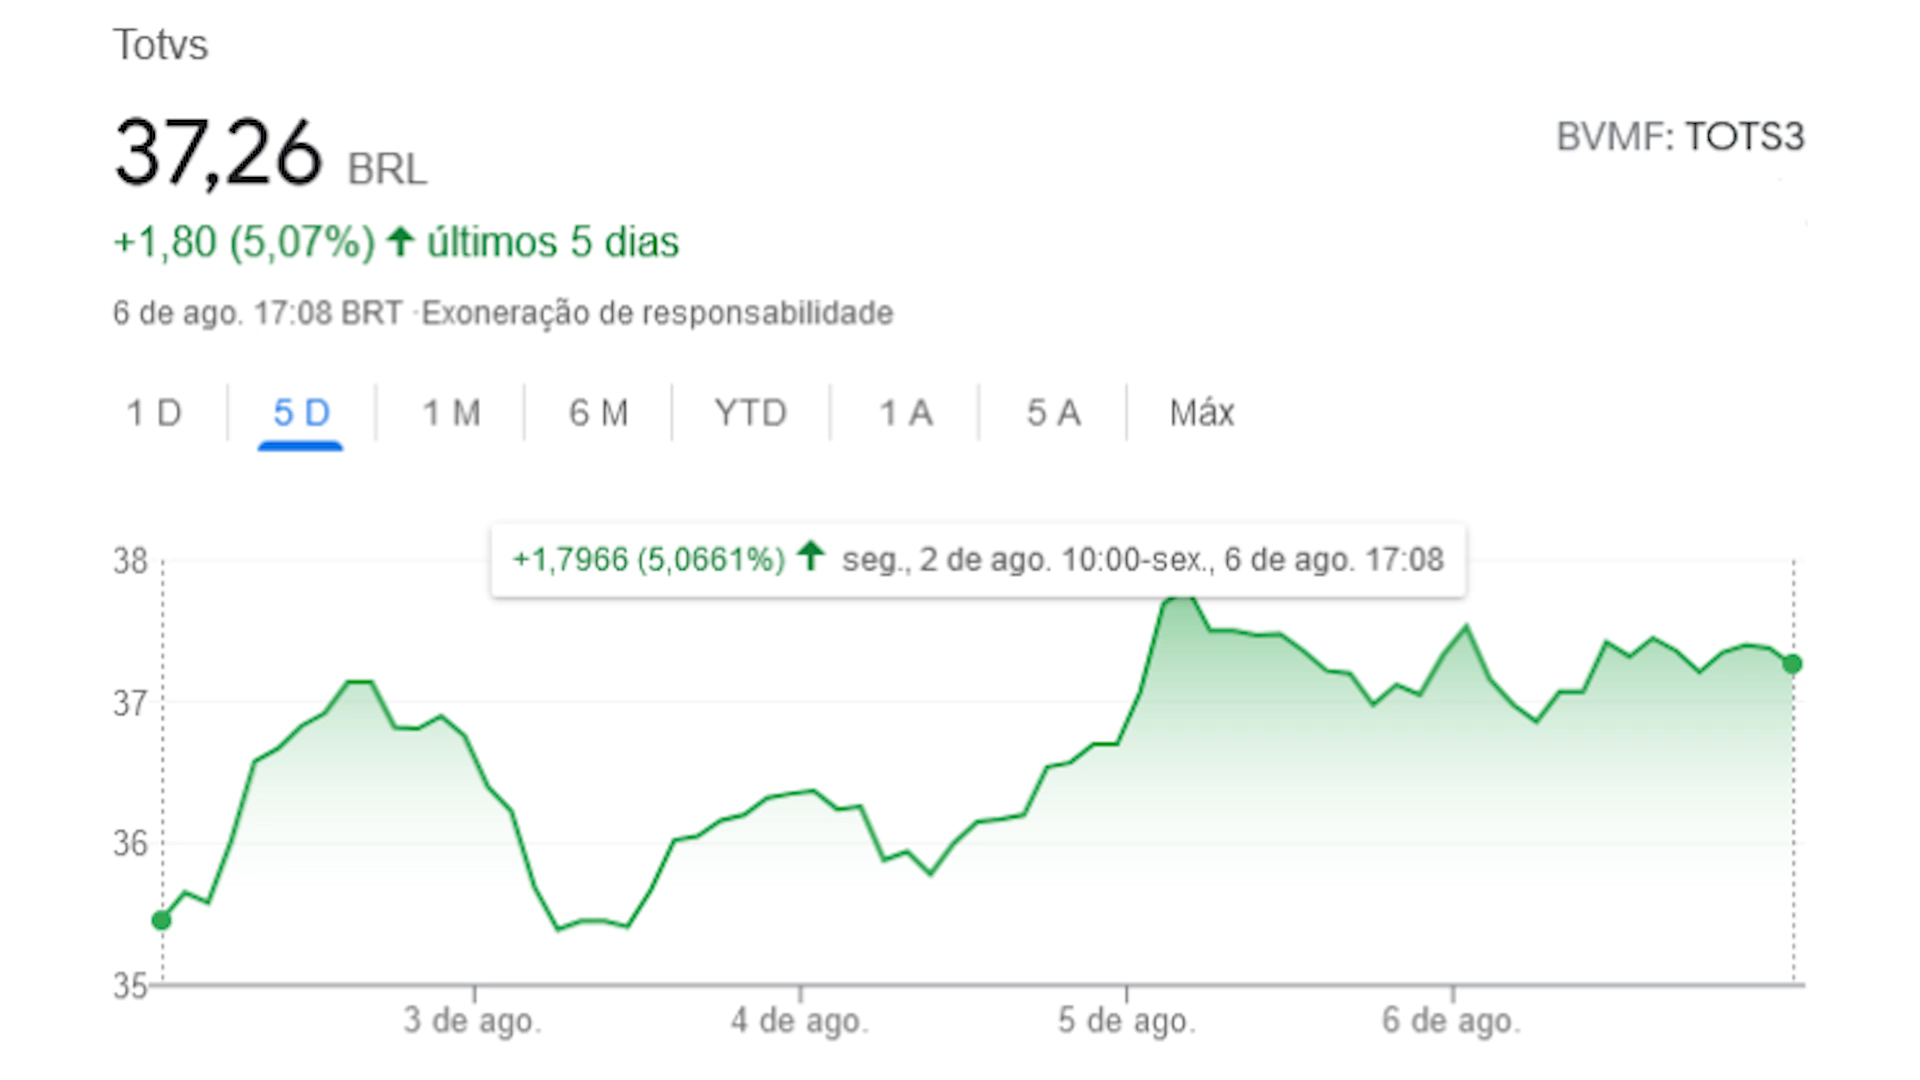 Totvs
37,26 BRL
BVMF: TOTS3
+1,80 (5,07%) ↑ últimos 5 dias
6 de ago. 17:08 BRT ·Exoneração de responsabilidade
1 D 5 D 1 M 6 M YTD 1 A 5 A Máx
+1,7966 (5,0661%) ↑ seg., 2 de ago. 10:00-sex., 6 de ago. 17:08
38
37
36
35
3 de ago. 4 de ago. 5 de ago. 6 de ago.